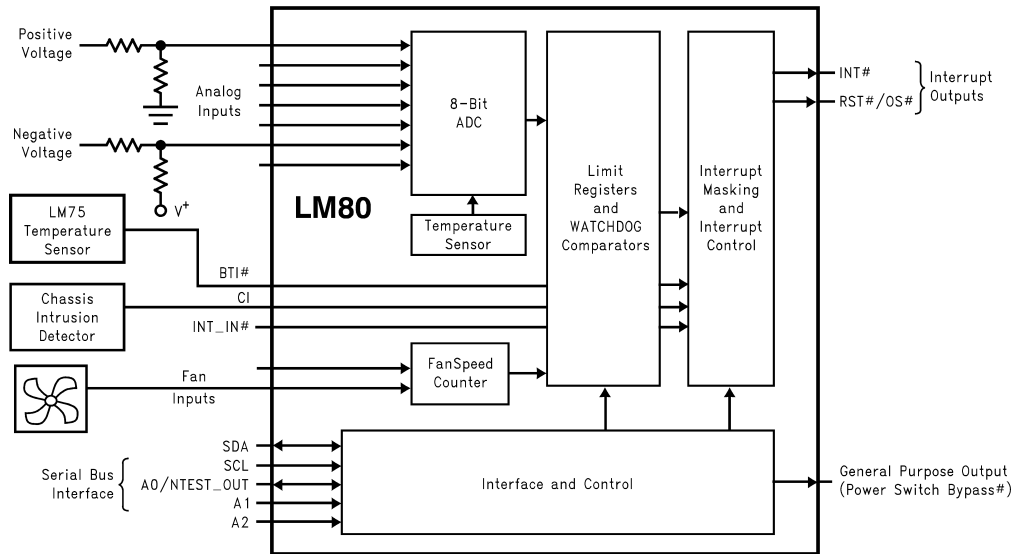 Positive
Voltage
Analog
Inputs
Negative
Voltage
V+
8-Bit
ADC
Temperature
Sensor
LM80
LM75
Temperature
Sensor
BTI#
Chassis
Intrusion
Detector
CI
INT_IN#
Fan
Inputs
FanSpeed
Counter
Limit
Registers
and
WATCHDOG
Comparators
Interrupt
Masking
and
Interrupt
Control
INT#
RST#/OS#
Interrupt
Outputs
Serial Bus
Interface
SDA
SCL
A0/NTEST_OUT
A1
A2
Interface and Control
General Purpose Output
(Power Switch Bypass#)